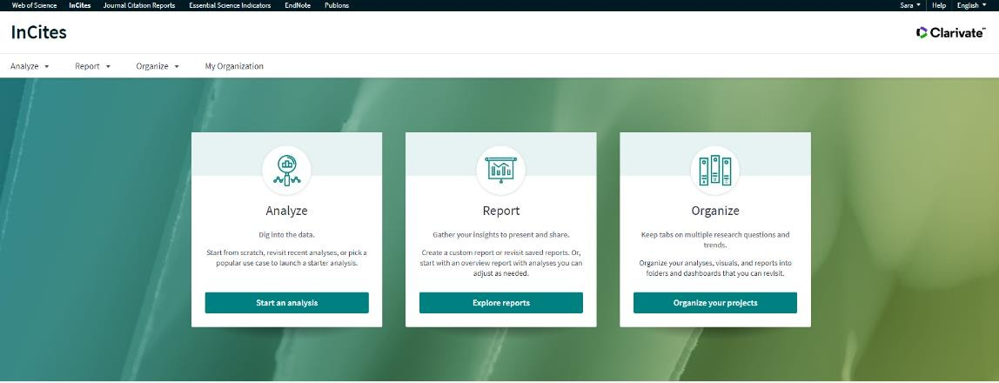 Web of Science InCites Journal Citation Reports Essential Science Indicators EndNote Publons Sara Help English
InCites
Clarivate™
Analyze Report Organize My Organization
Analyze
Dig into the data.
Start from scratch, revisit recent analyses, or pick a
popular use case to launch a starter analysis.
Start an analysis
Report
Gather your insights to present and share.
Create a custom report or revisit saved reports. Or,
start with an overview report with analyses you can
adjust as needed.
Explore reports
Organize
Keep tabs on multiple research questions and
trends.
Organize your analyses, visuals, and reports into
folders and dashboards that you can revisit.
Organize your projects